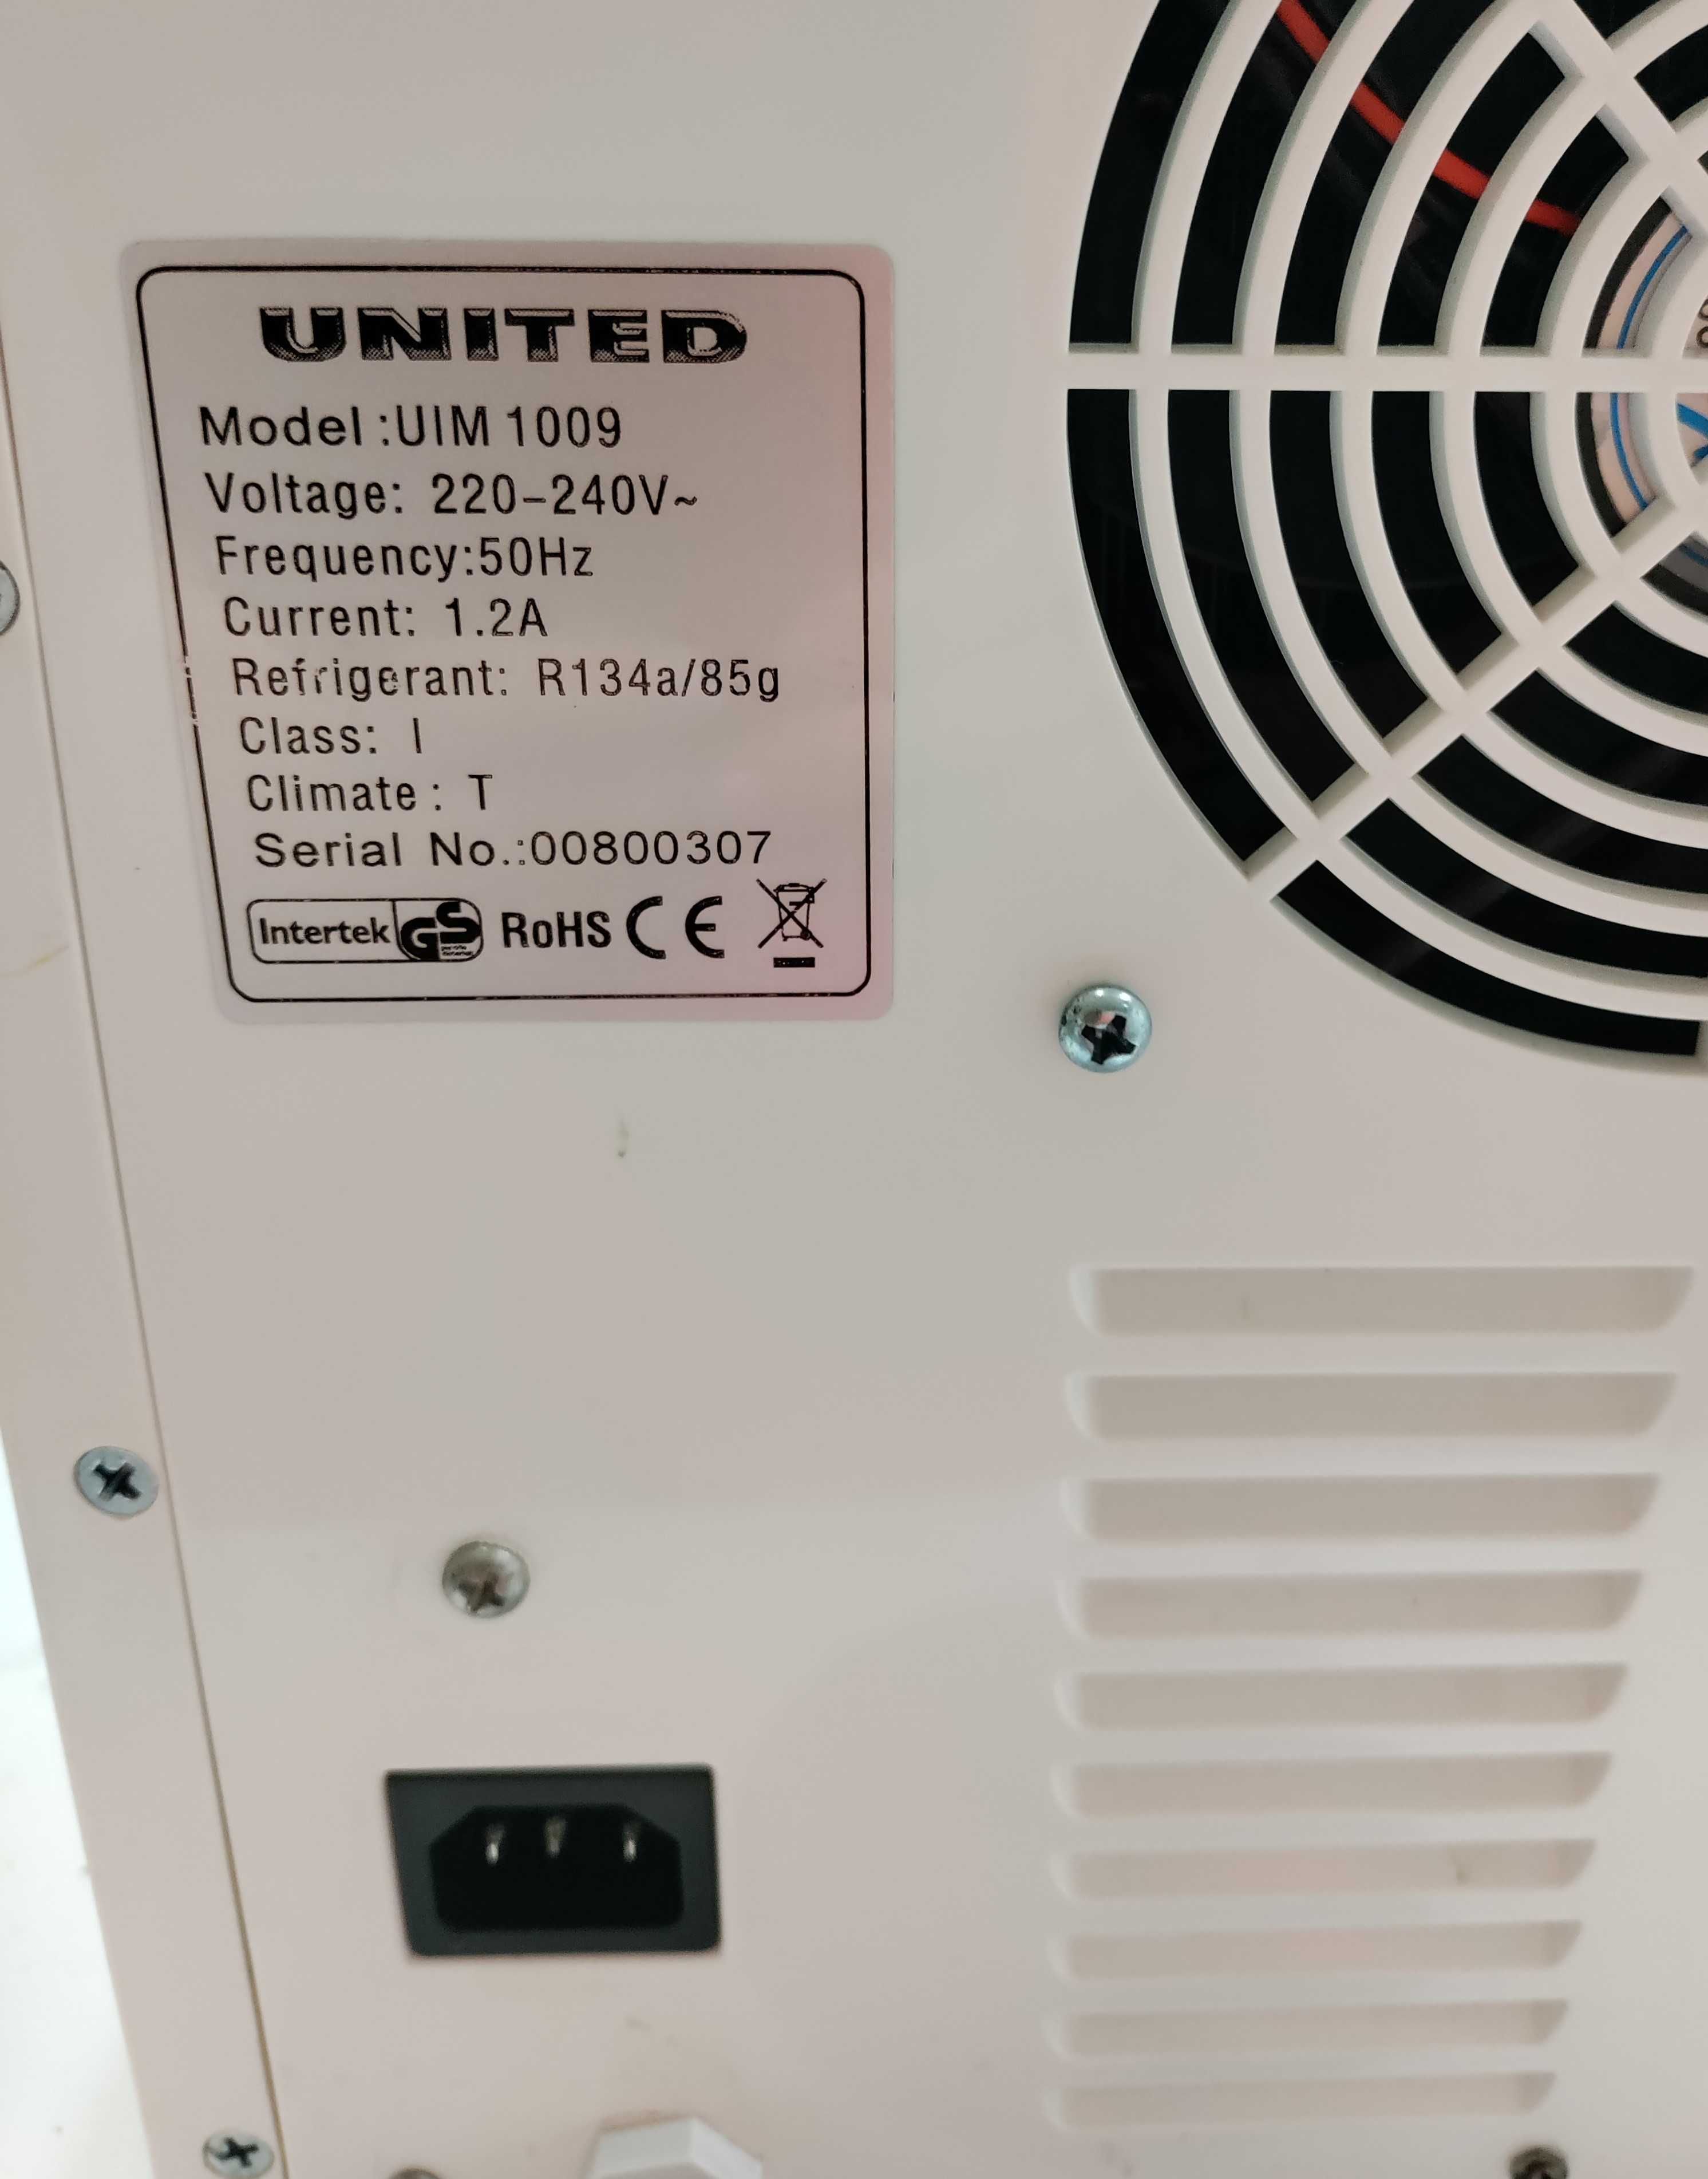 UNITED
Model :UIM 1009
Voltage: 220-240V~
Frequency:50Hz
Current: 1.2A
Refrigerant: R134a/85g
Class: I
Climate : T
Serial No.:00800307
Intertek GS RoHS CE